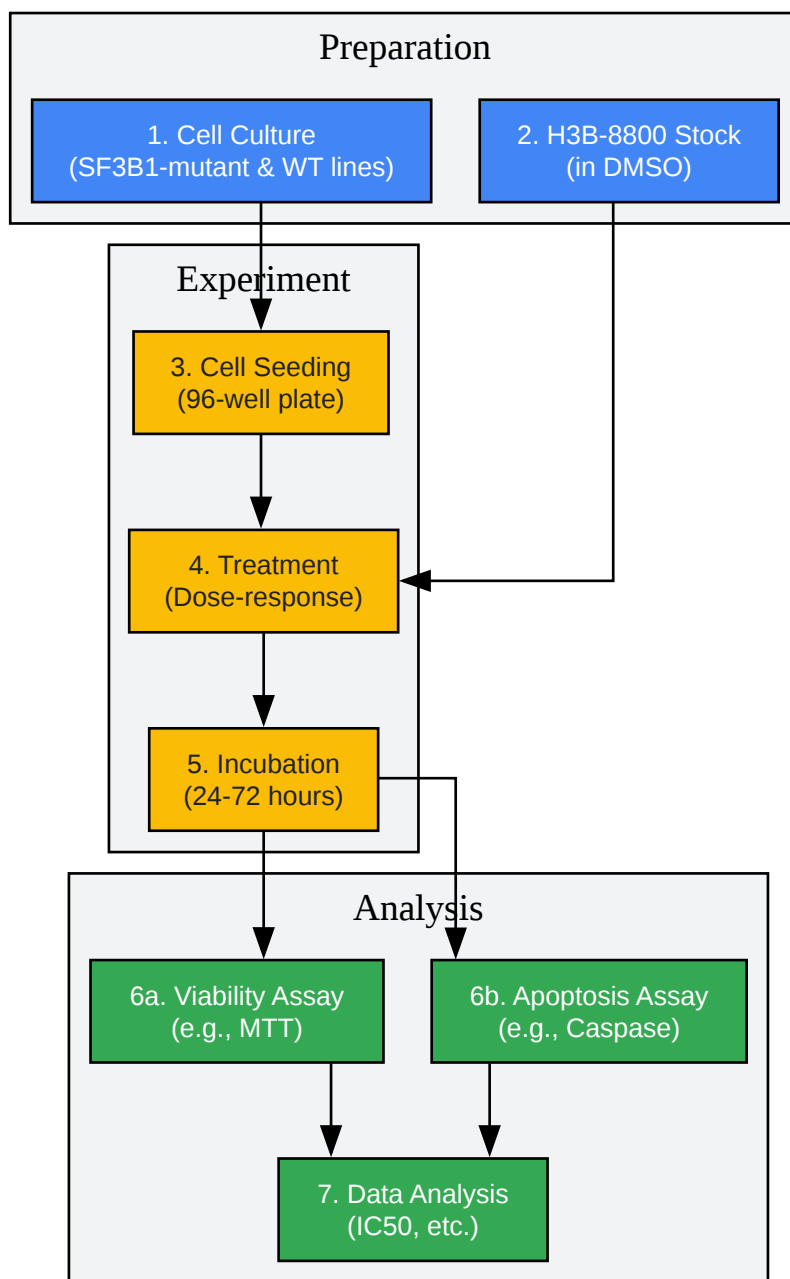 Preparation
1. Cell Culture
(SF3B1-mutant & WT lines)
2. H3B-8800 Stock
(in DMSO)
Experiment
3. Cell Seeding
(96-well plate)
4. Treatment
(Dose-response)
5. Incubation
(24-72 hours)
Analysis
6a. Viability Assay
(e.g., MTT)
6b. Apoptosis Assay
(e.g., Caspase)
7. Data Analysis
(IC50, etc.)